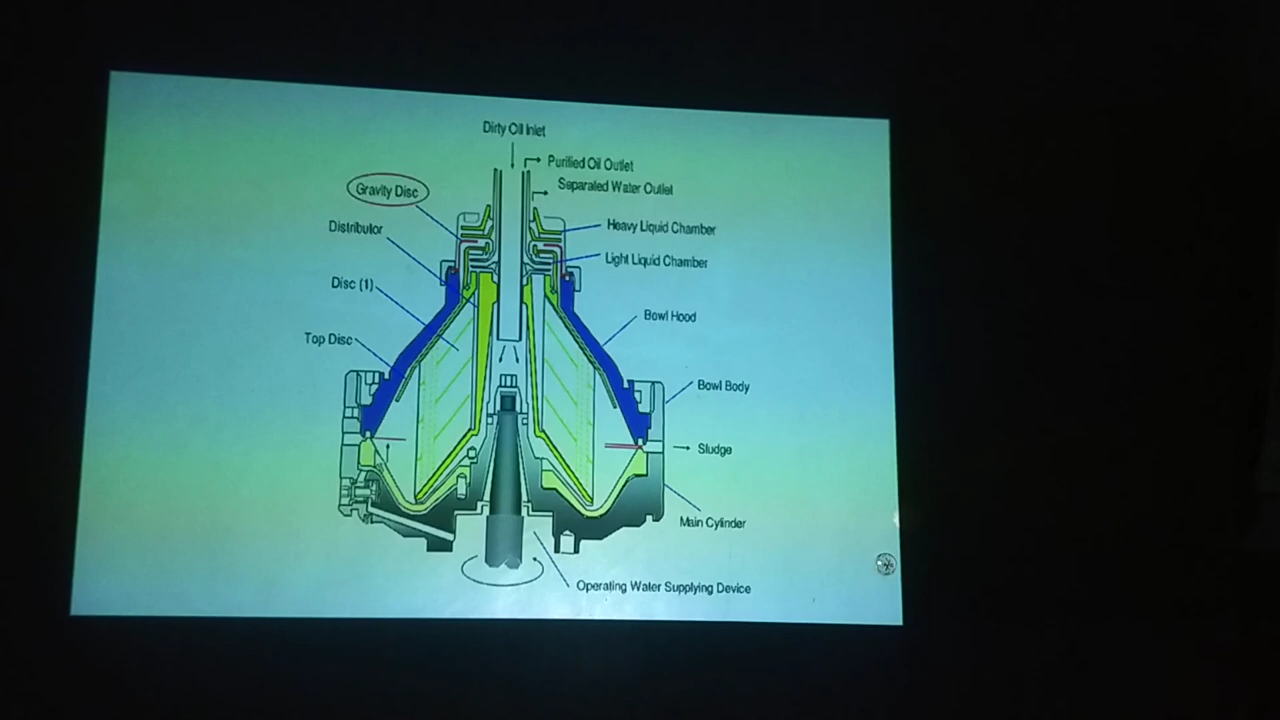 Dirty Oil Inlet
Purified Oil Outlet
Separated Water Outlet
Gravity Disc
Distributor
Heavy Liquid Chamber
Light Liquid Chamber
Disc (1)
Bowl Hood
Top Disc
Bowl Body
Sludge
Main Cylinder
Operating Water Supplying Device